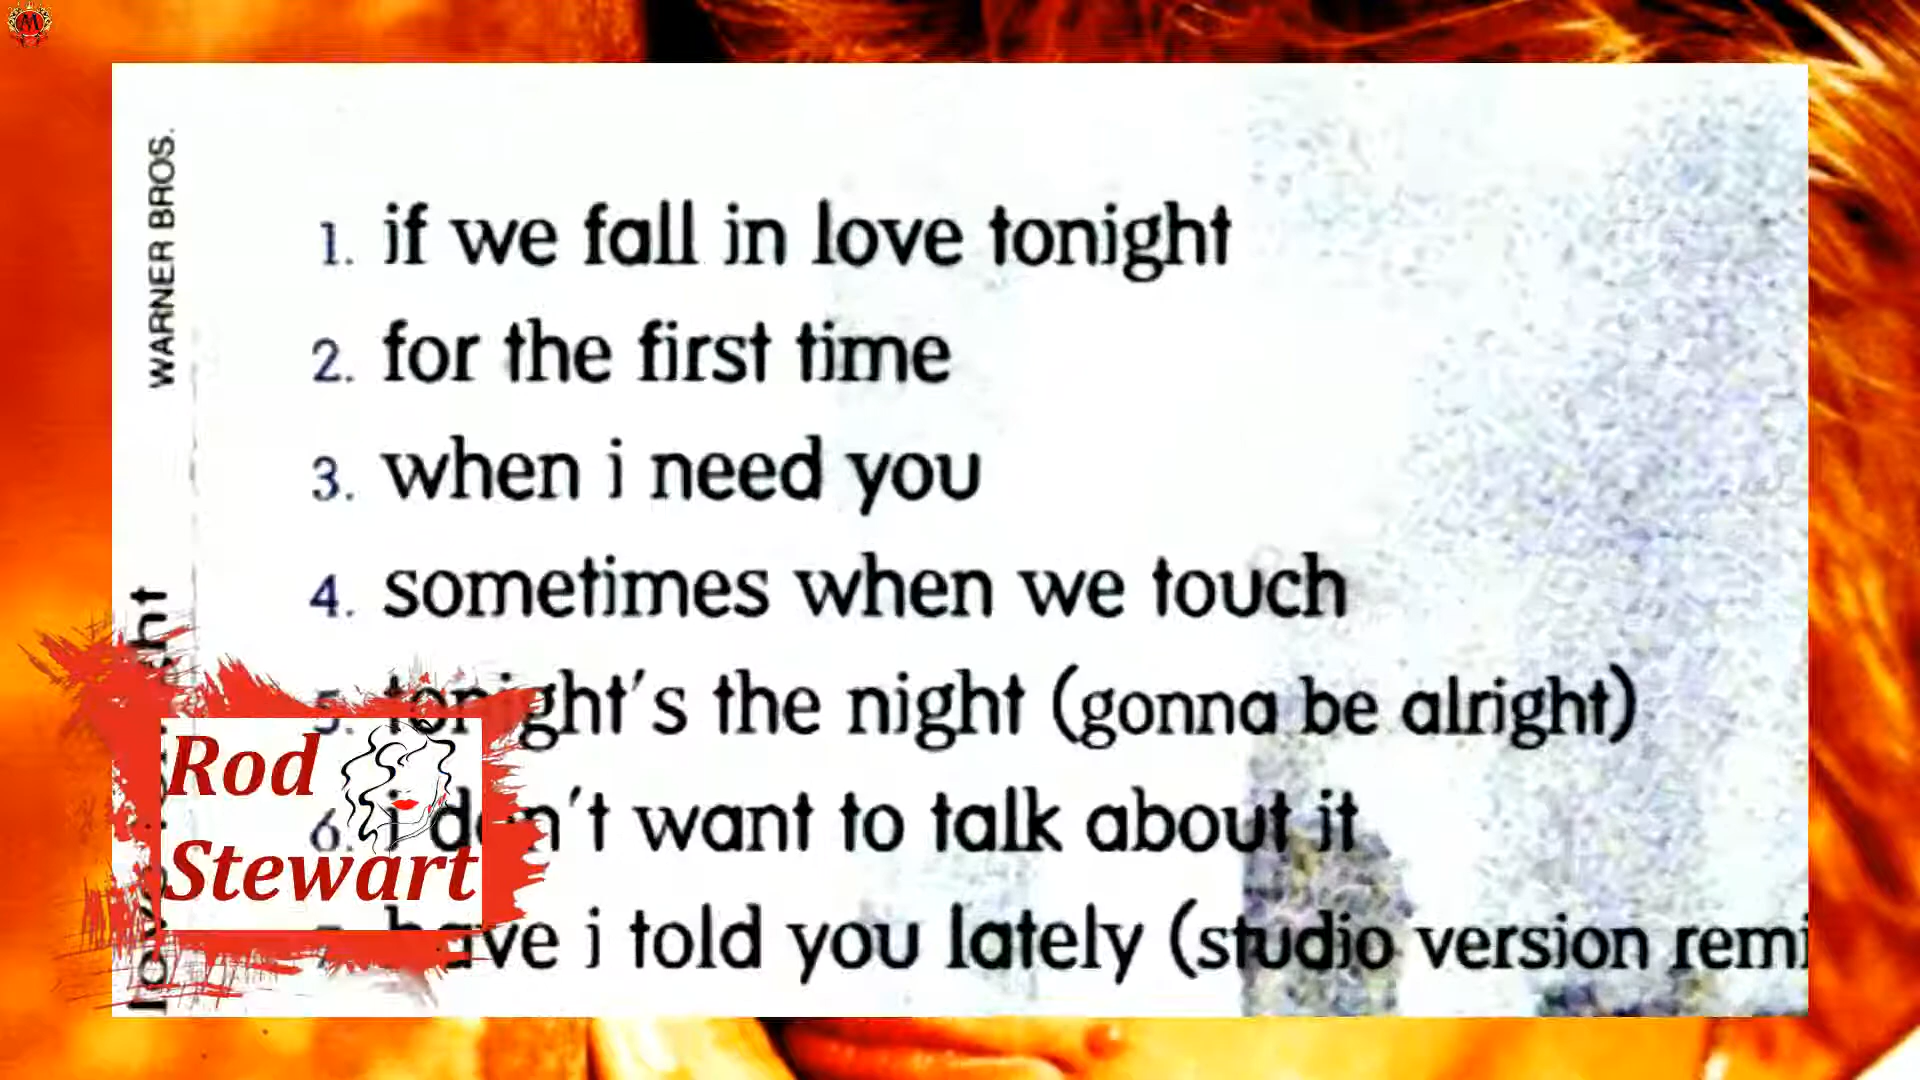 WARNER BROS.
1. if we fall in love tonight
2. for the first time
3. when i need you
4. sometimes when we touch
5. tonight's the night (gonna be alright)
6. i don't want to talk about it
have i told you lately (studio version remi
Rod
Stewart